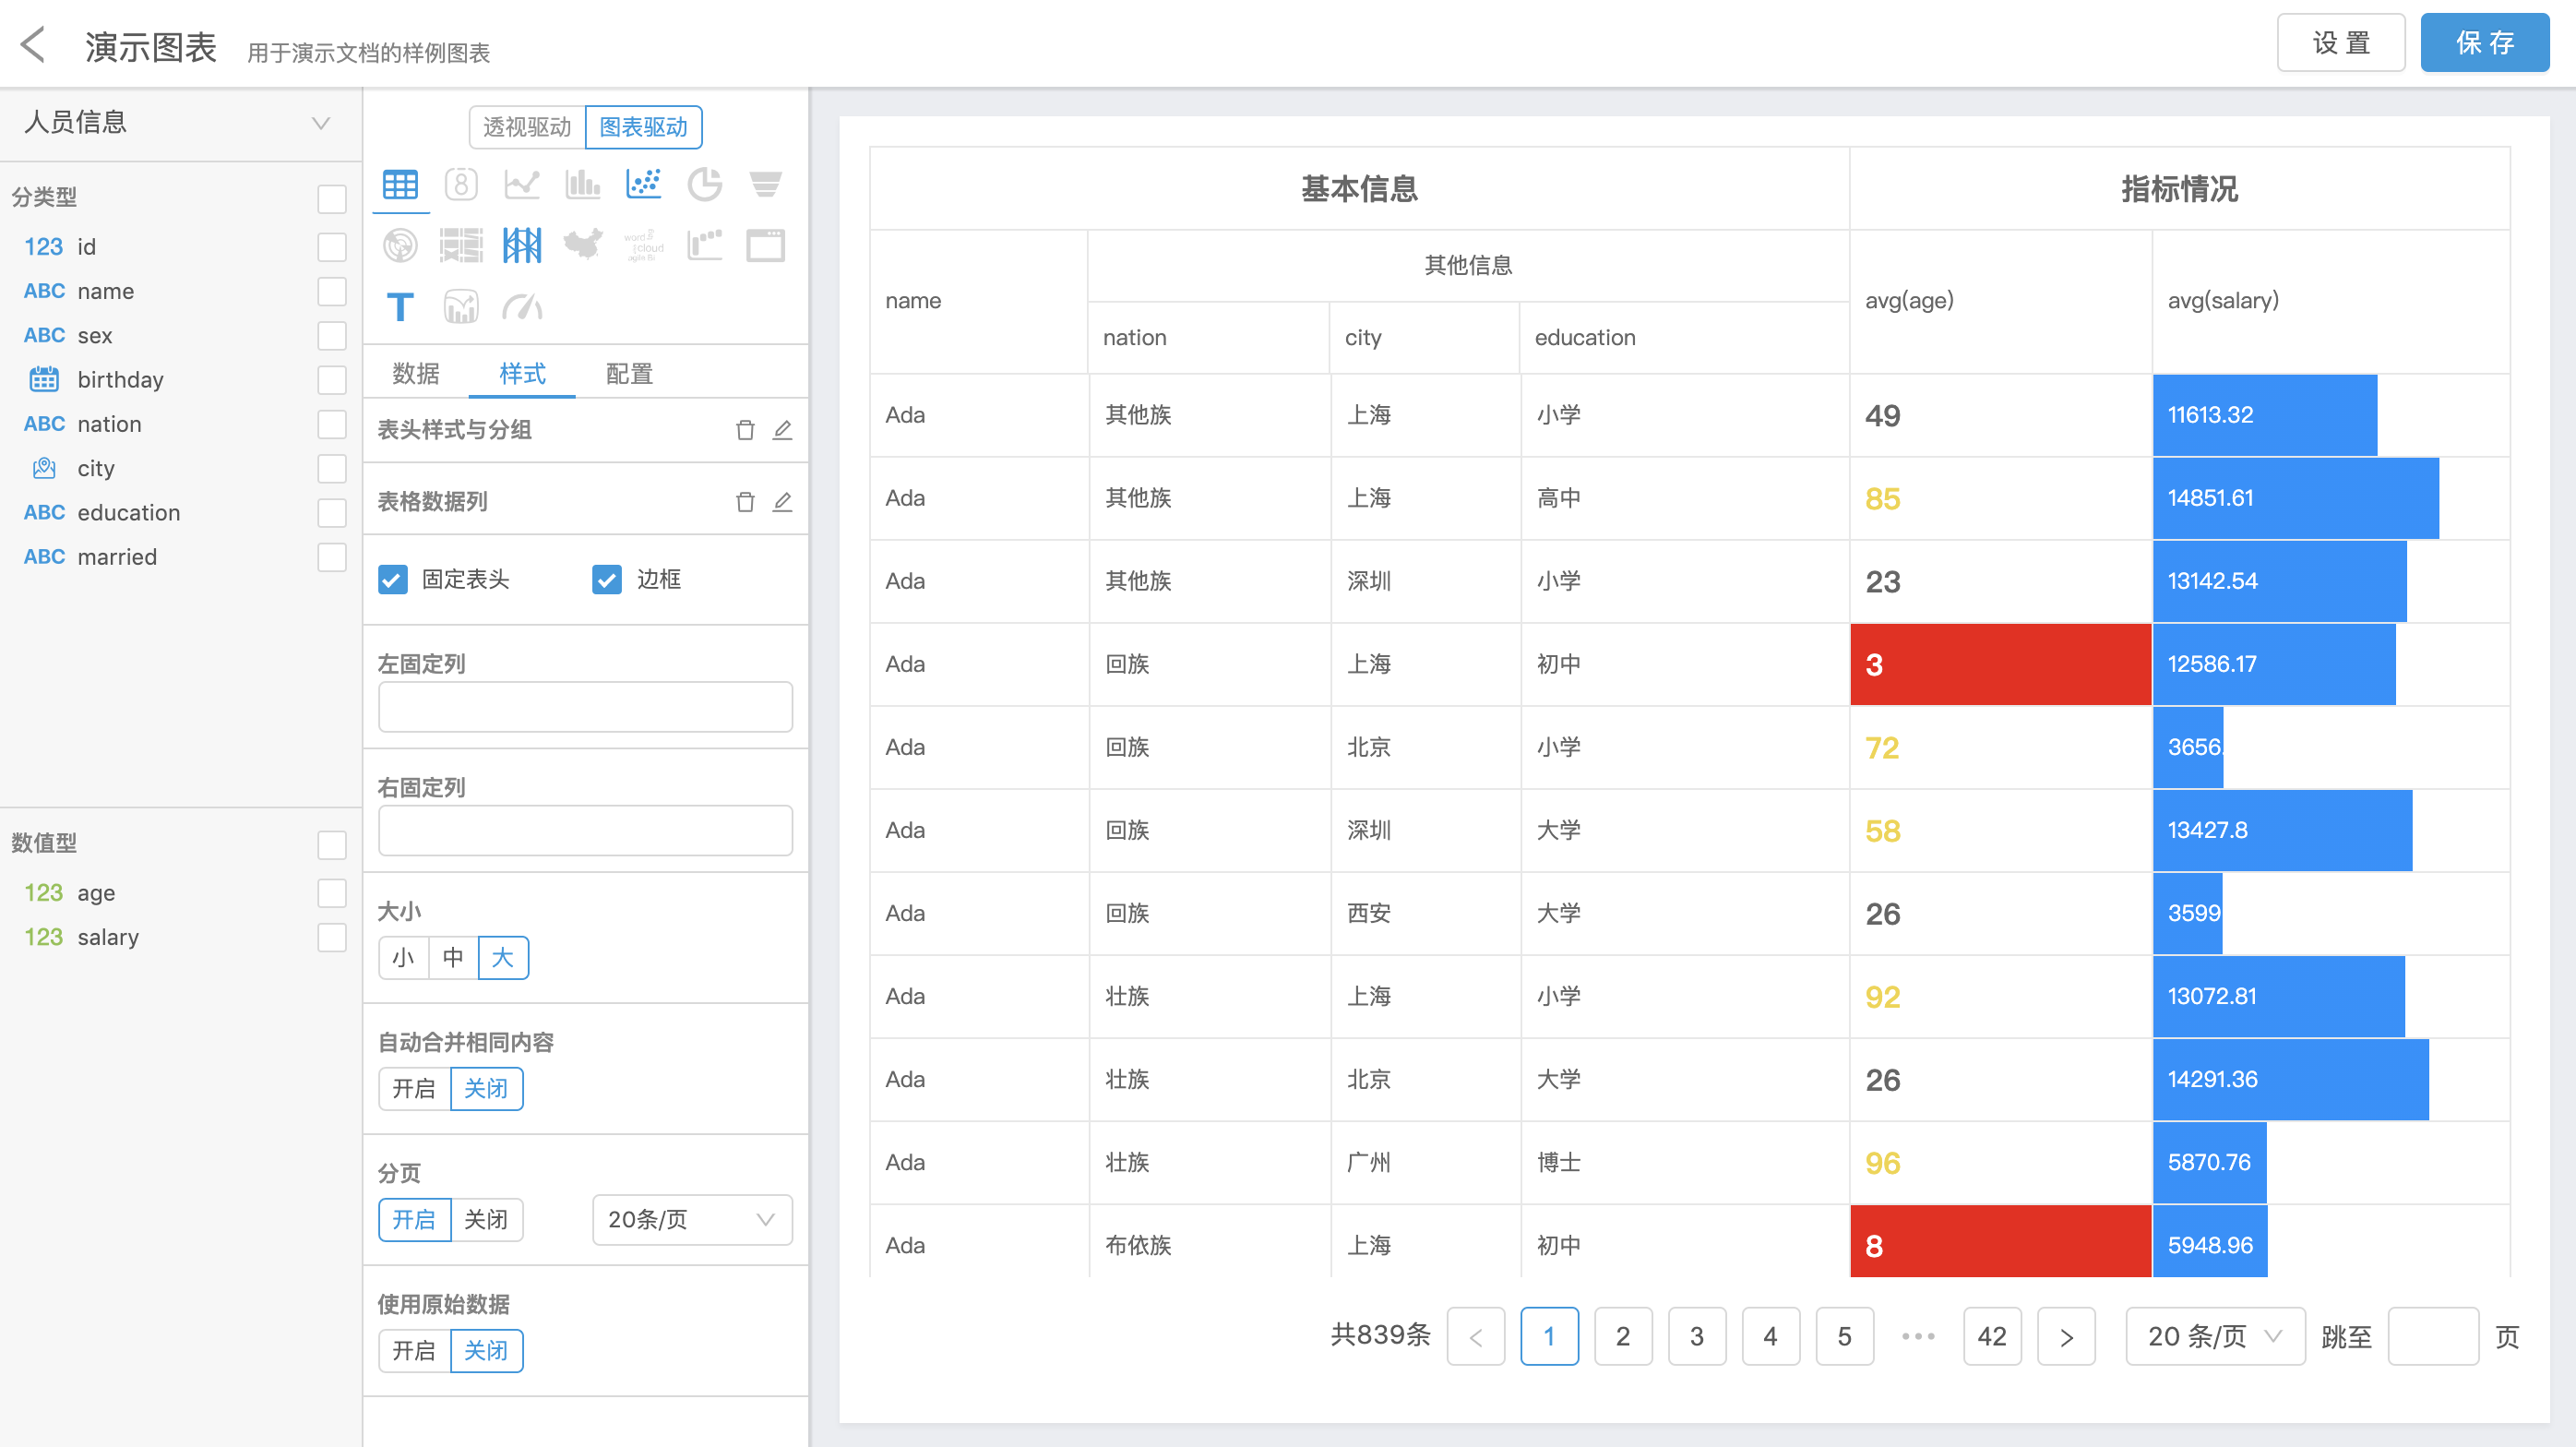 演示图表 用于演示文档的样例图表 设 置 保 存
人员信息
分类型
123 id
ABC name
ABC sex
birthday
ABC nation
city
ABC education
ABC married
数值型
123 age
123 salary
透视驱动 图表驱动
8
word
cloud
T
数据 样式 配置
表头样式与分组
表格数据列
固定表头 边框
左固定列
右固定列
大小
小 中 大
自动合并相同内容
开启 关闭
分页
开启 关闭 20条/页
使用原始数据
开启 关闭
基本信息 指标情况
name 其他信息 avg(age) avg(salary)
nation city education
Ada 其他族 上海 小学 49 11613.32
Ada 其他族 上海 高中 85 14851.61
Ada 其他族 深圳 小学 23 13142.54
Ada 回族 上海 初中 3 12586.17
Ada 回族 北京 小学 72 3656.
Ada 回族 深圳 大学 58 13427.8
Ada 回族 西安 大学 26 3599
Ada 壮族 上海 小学 92 13072.81
Ada 壮族 北京 大学 26 14291.36
Ada 壮族 广州 博士 96 5870.76
Ada 布依族 上海 初中 8 5948.96
共839条 < 1 2 3 4 5 ••• 42 > 20 条/页 跳至 页